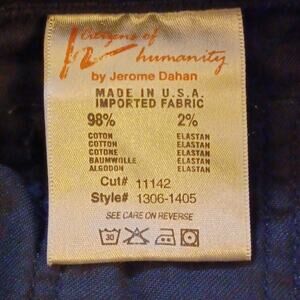 Citizens of
humanity
by Jerome Dahan
MADE IN U.S.A.
IMPORTED FABRIC
98% 2%
COTTON ELASTAN
COTTON ELASTAN
COTONE ELASTAN
BAUMWOLLE ELASTAN
ALGODON ELASTAN
Cut# 11142
Style# 1306-1405
SEE CARE ON REVERSE
30